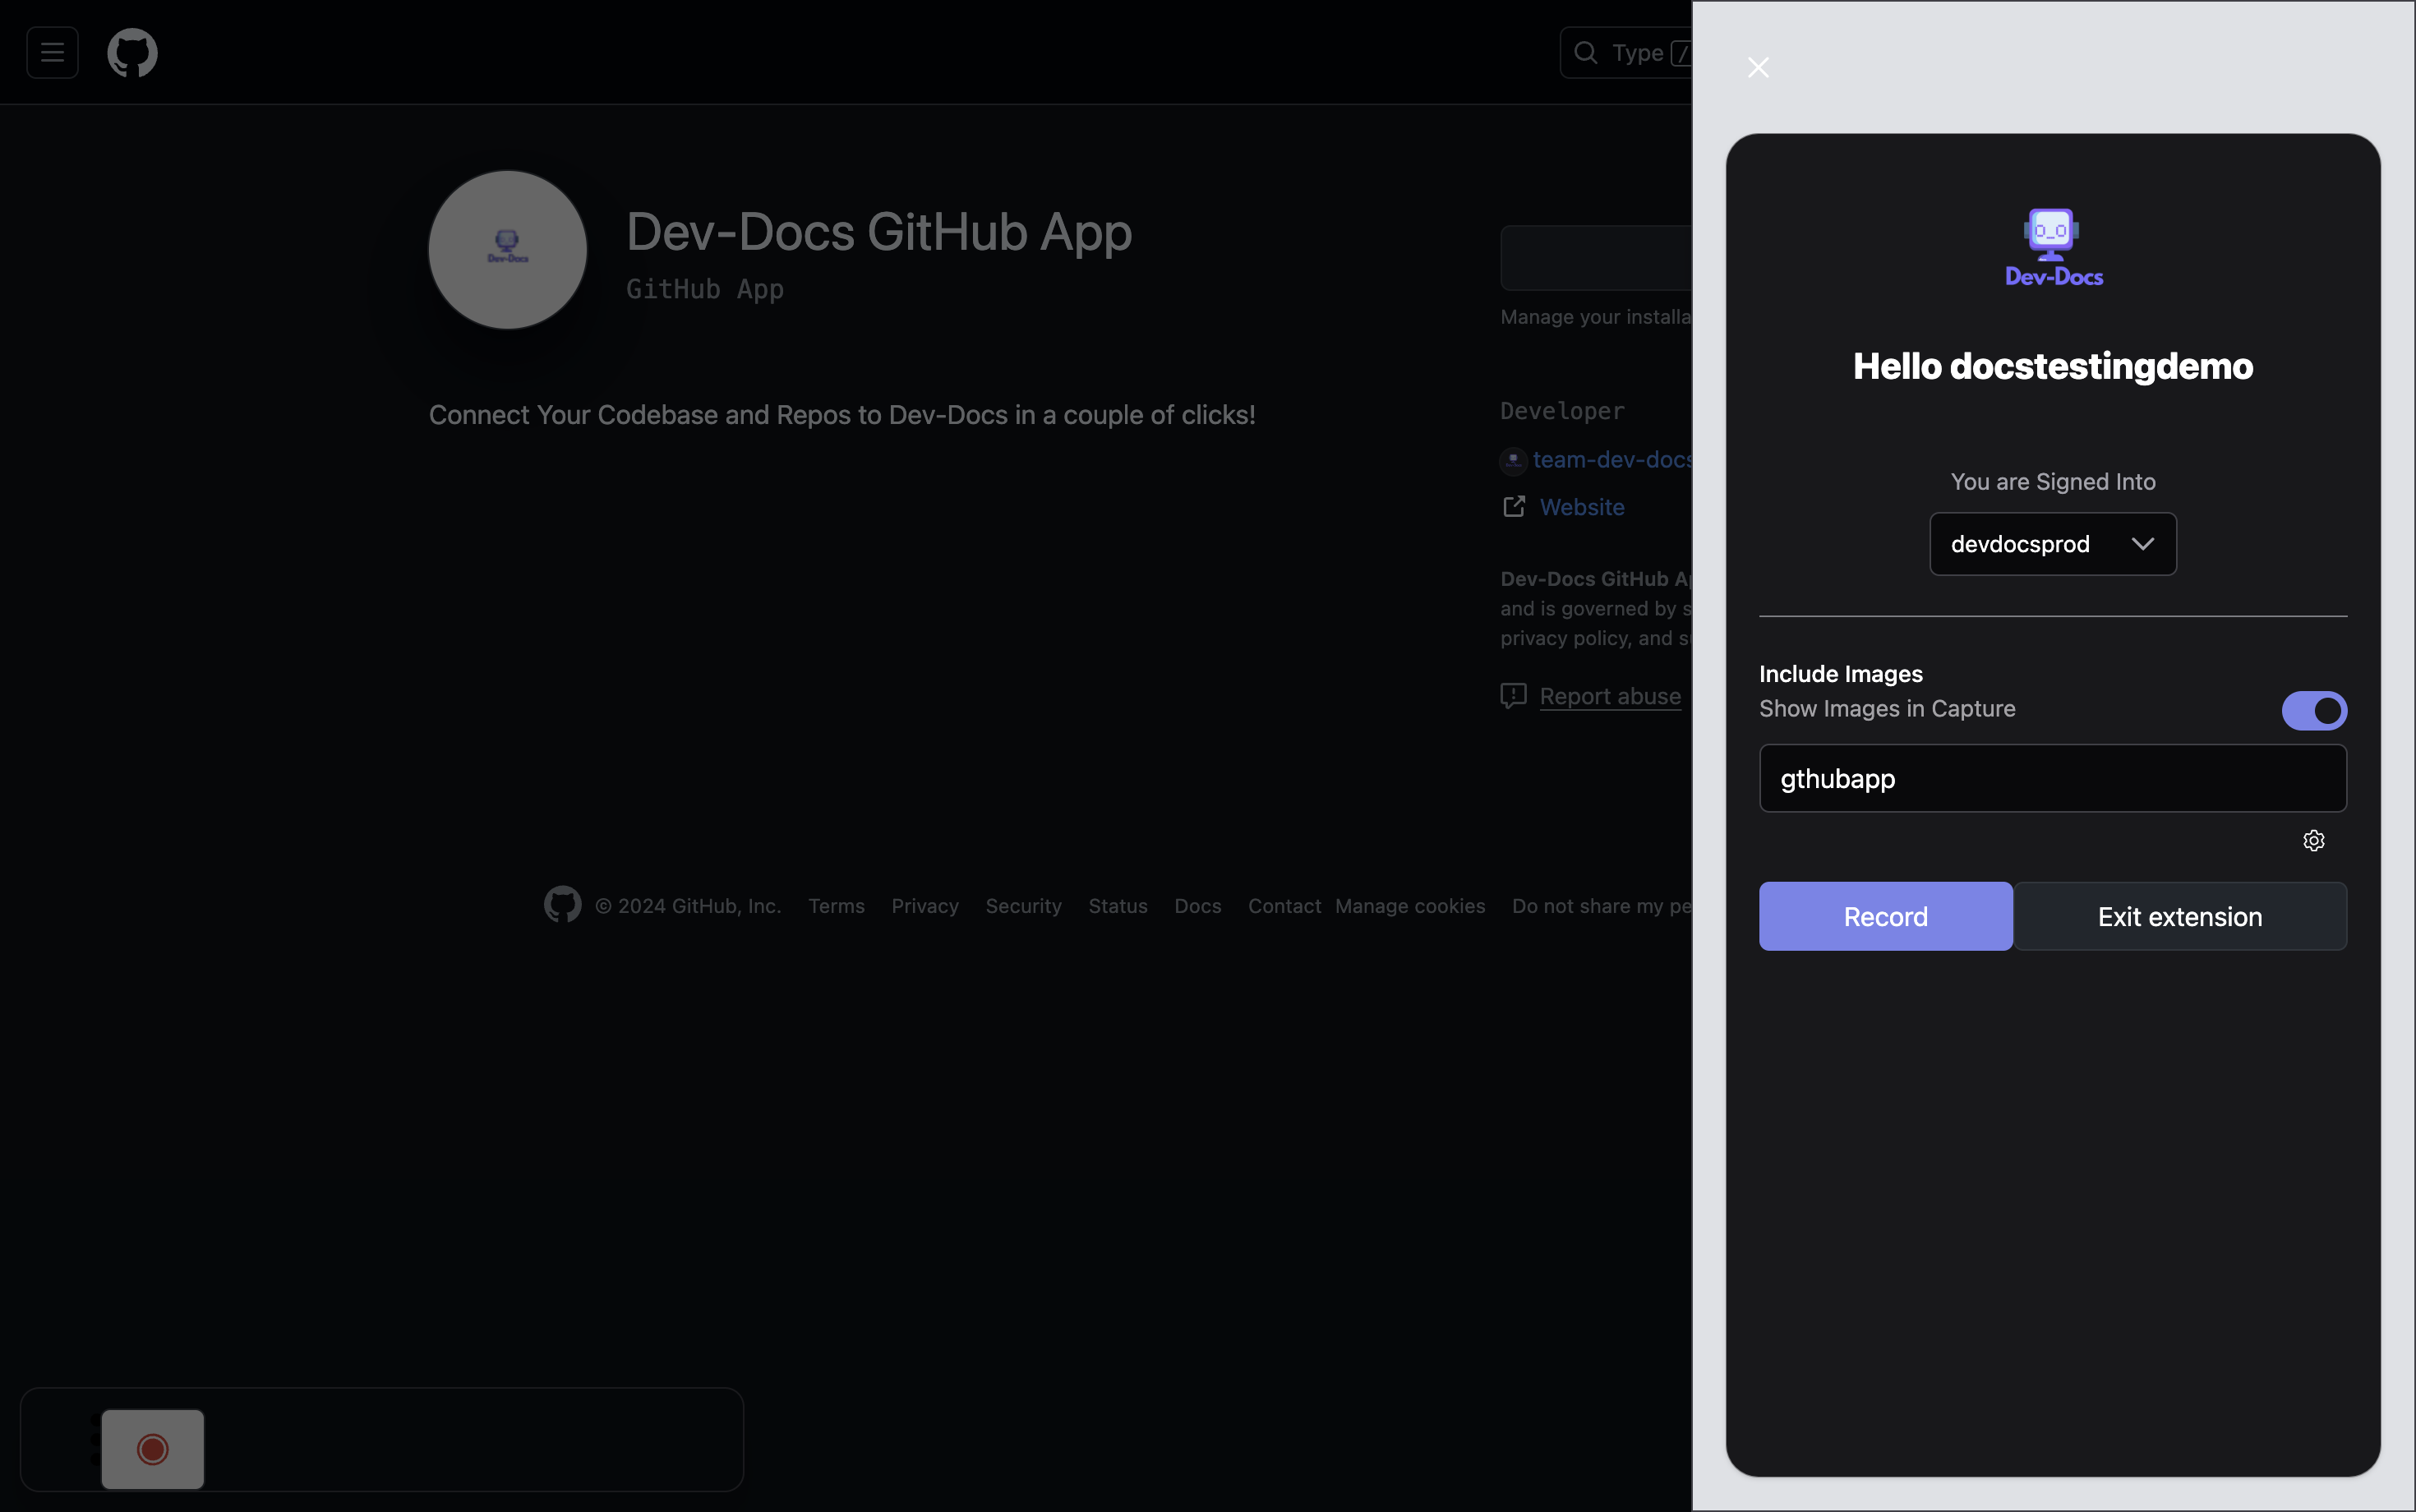 Type /
Dev-Docs
Dev-Docs GitHub App
GitHub App
Connect Your Codebase and Repos to Dev-Docs in a couple of clicks!
Manage your installa
Developer
team-dev-docs
Website
Dev-Docs GitHub Ap
and is governed by s
privacy policy, and su
Report abuse
© 2024 GitHub, Inc. Terms Privacy Security Status Docs Contact Manage cookies Do not share my pe
Dev-Docs
Hello docstestingdemo
You are Signed Into
devdocsprod
Include Images
Show Images in Capture
gthubapp
Record Exit extension